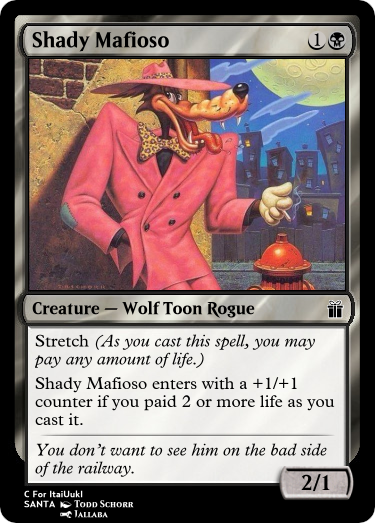 Shady Mafioso 1
Creature — Wolf Toon Rogue
Stretch (As you cast this spell, you may
pay any amount of life.)
Shady Mafioso enters with a +1/+1
counter if you paid 2 or more life as you
cast it.
You don't want to see him on the bad side
of the railway.
2/1
C For ItaiUukl
SANTA Todd Schorr
Jallaba